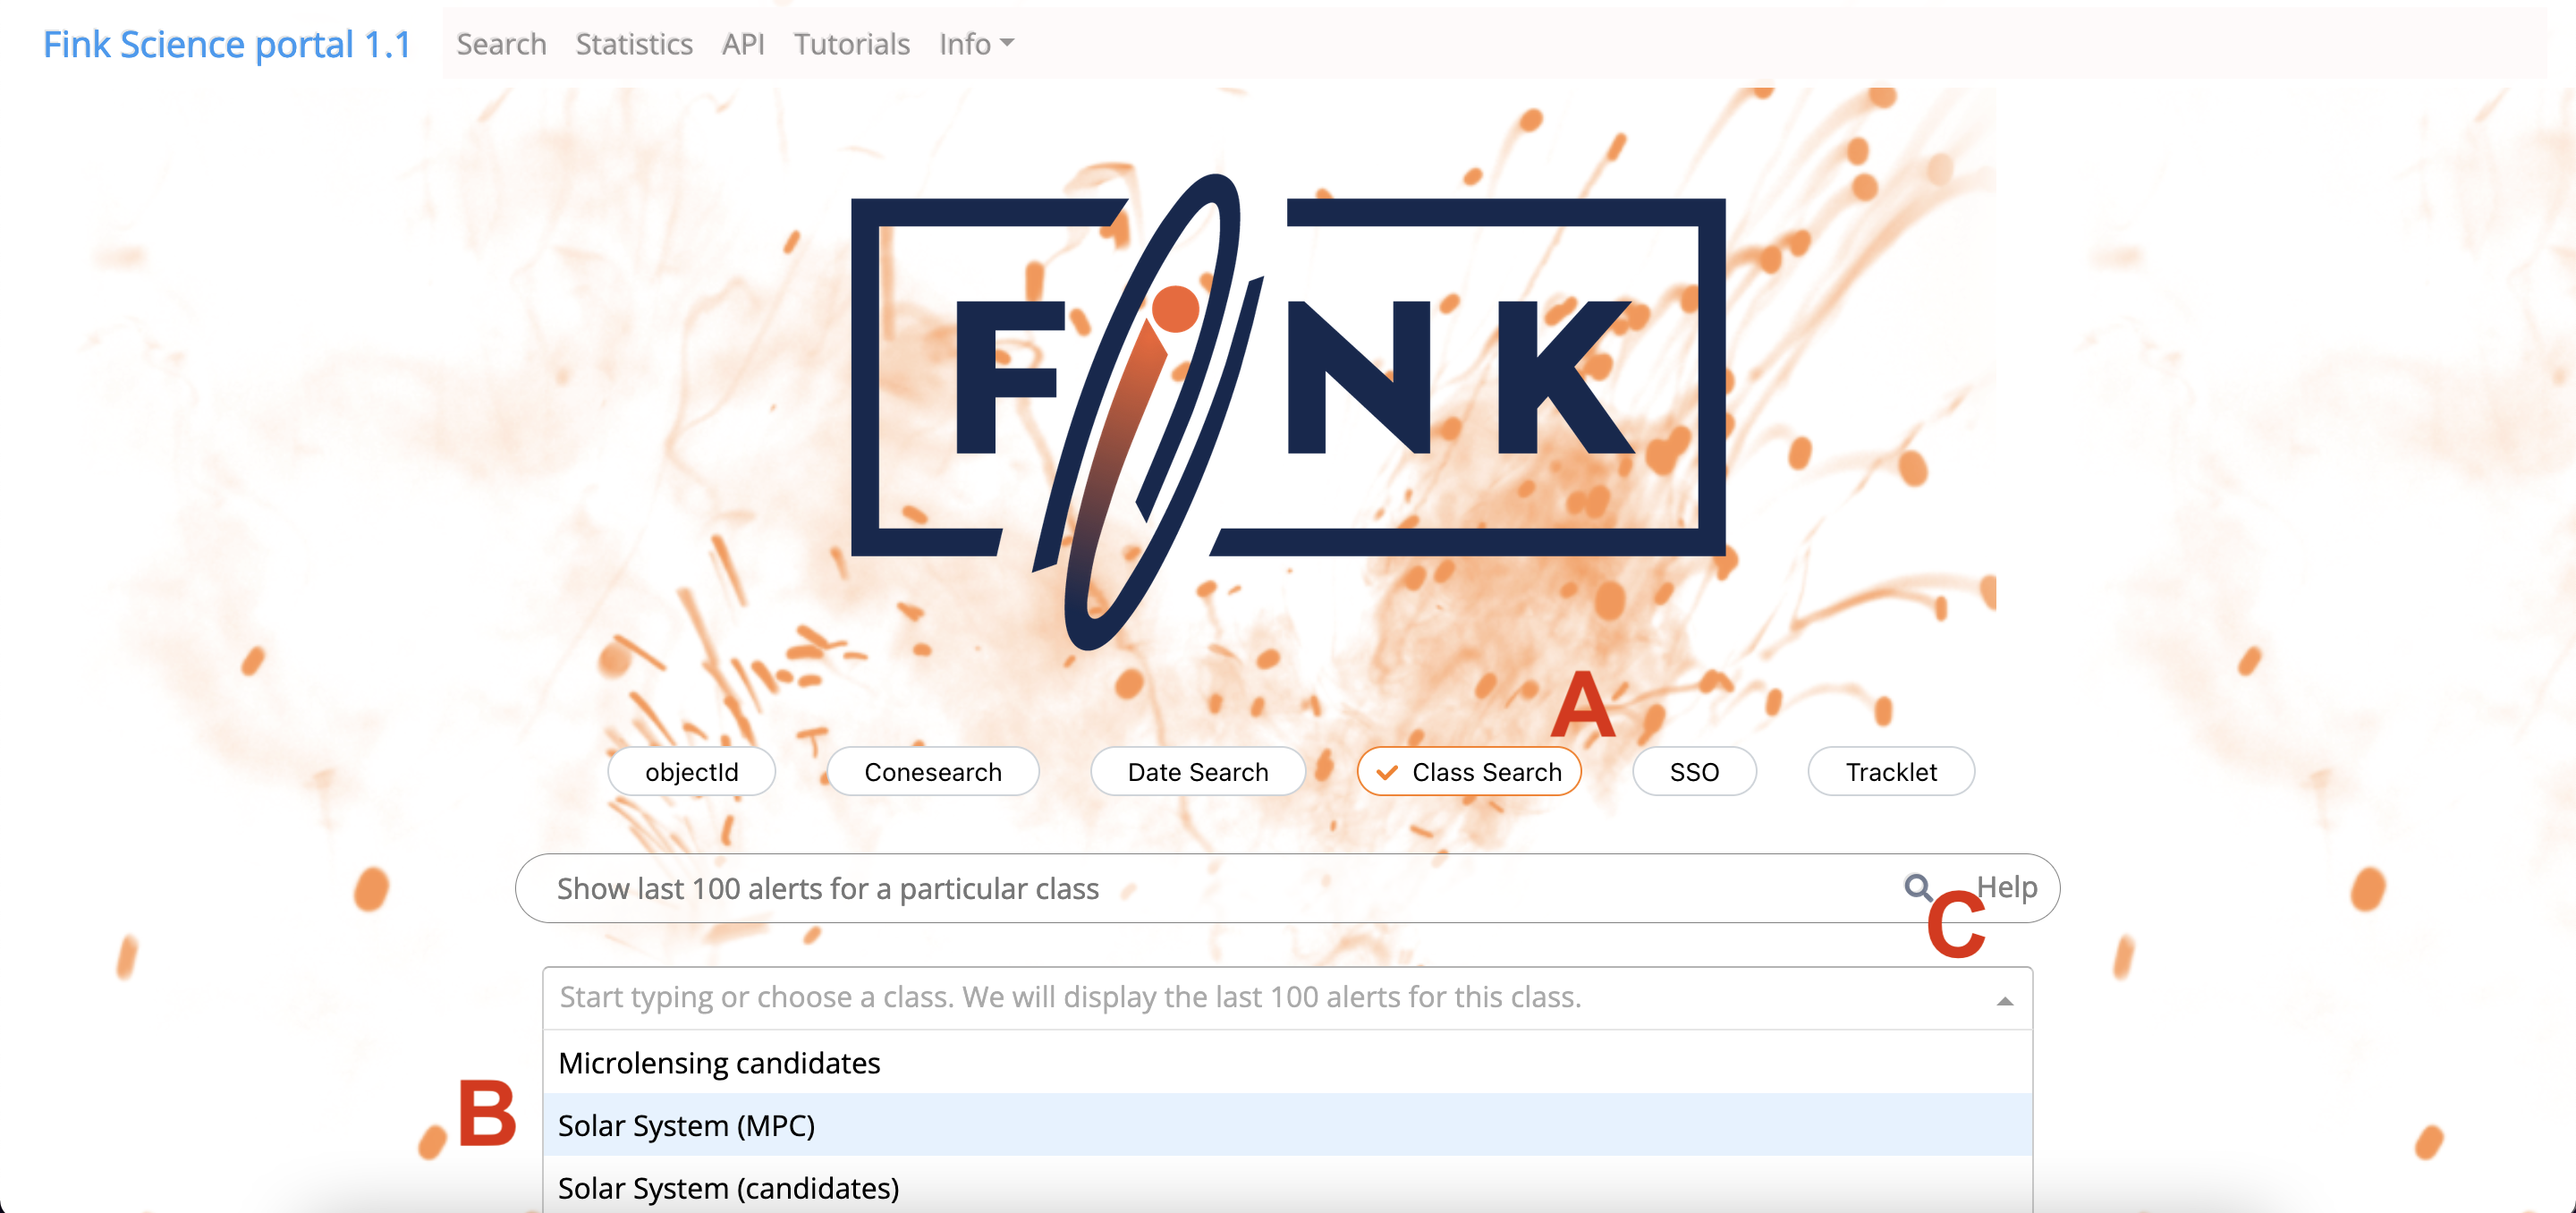 Fink Science portal 1.1 Search Statistics API Tutorials Info
FiNK
A
objectId Conesearch Date Search Class Search SSO Tracklet
Show last 100 alerts for a particular class Help
C
Start typing or choose a class. We will display the last 100 alerts for this class.
Microlensing candidates
B
Solar System (MPC)
Solar System (candidates)